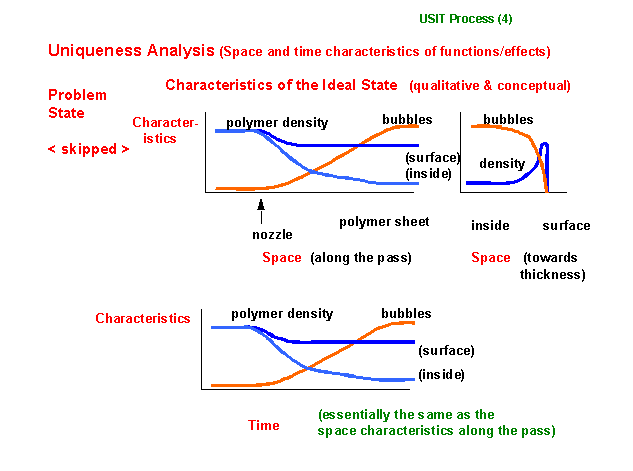 USIT Process (4)
Uniqueness Analysis (Space and time characteristics of functions/effects)
Characteristics of the Ideal State (qualitative & conceptual)
Problem
State
< skipped >
Character-
istics
polymer density
bubbles
(surface)
(inside)
nozzle
polymer sheet
Space (along the pass)
bubbles
density
inside surface
Space (towards
thickness)
Characteristics
polymer density
bubbles
(surface)
(inside)
Time
(essentially the same as the
space characteristics along the pass)